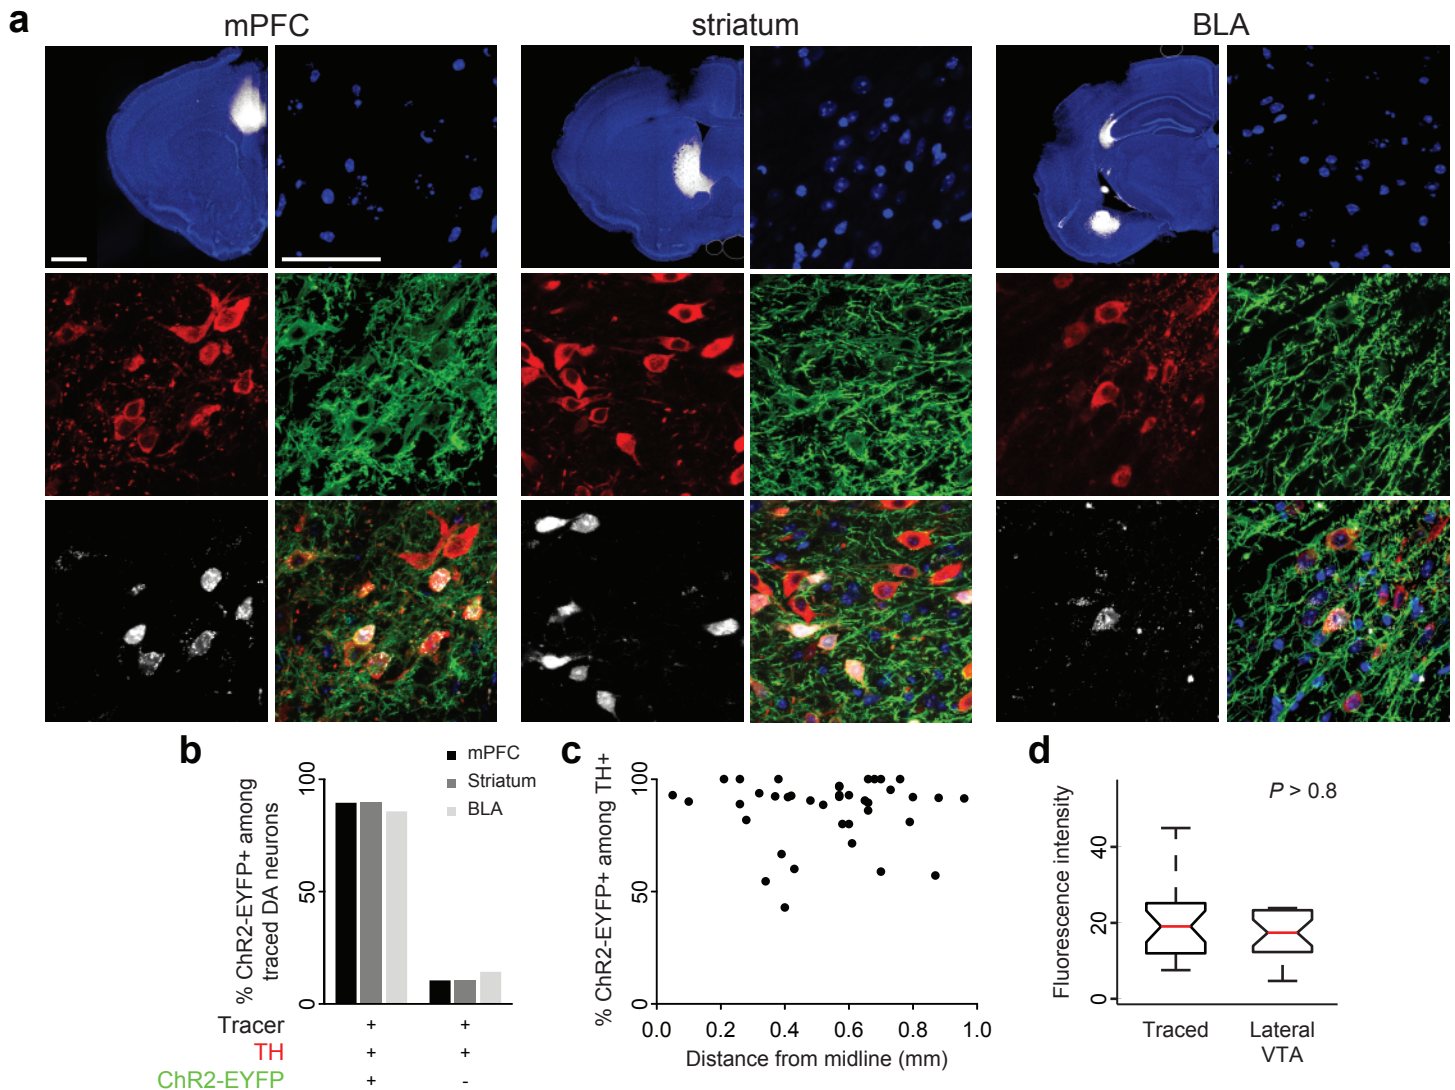 a
mPFC
striatum
BLA
b
% ChR2-EYFP+ among
traced DA neurons
100
50
0
mPFC
Striatum
BLA
Tracer + +
TH + +
ChR2-EYFP + -
c
% ChR2-EYFP+ among TH+
100
50
0
0.0 0.2 0.4 0.6 0.8 1.0
Distance from midline (mm)
d
P > 0.8
Fluorescence intensity
40
20
0
Traced
Lateral
VTA